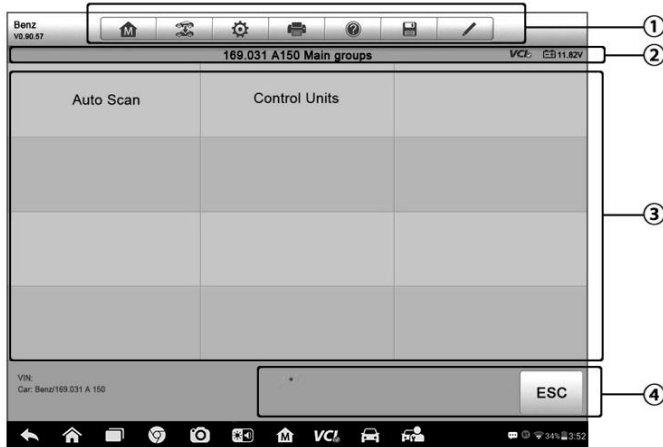 Benz
V0.90.57
M
①
169.031 A150 Main groups
VCI
11.82V
②
Auto Scan
Control Units
③
VIN:
Car: Benz/169.031 A 150
ESC
④
M
VCI
34%
3:52